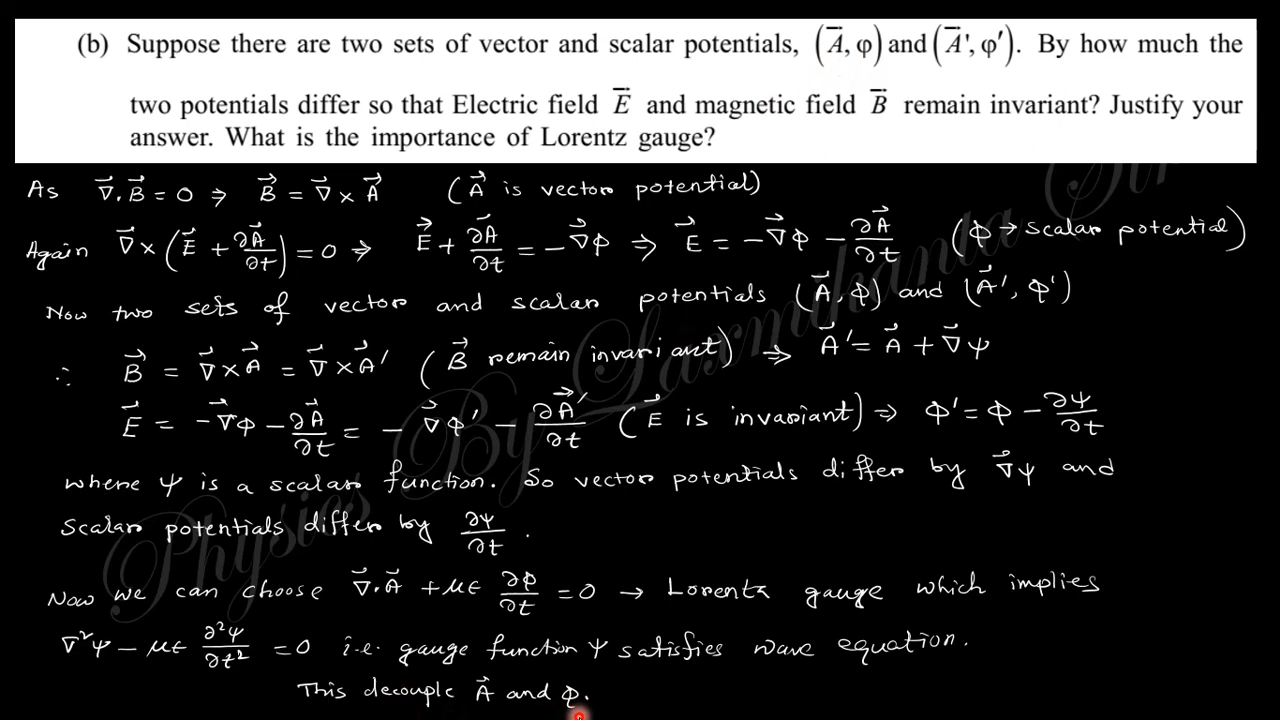 (b) Suppose there are two sets of vector and scalar potentials, (A̅, φ) and (A̅', φ′). By how much the
two potentials differ so that Electric field E̅ and magnetic field B̅ remain invariant? Justify your
answer. What is the importance of Lorentz gauge?
As ∇⃗.B⃗ = 0 ⇒ B⃗ = ∇⃗ × A⃗ (A⃗ is vector potential)
Again ∇⃗ × (E⃗ + ∂A⃗/∂t) = 0 ⇒ E⃗ + ∂A⃗/∂t = -∇⃗φ ⇒ E⃗ = -∇⃗φ - ∂A⃗/∂t (φ → scalar potential)
Now two sets of vector and scalar potentials (A⃗, φ) and (A⃗′, φ′)
∴ B⃗ = ∇⃗ × A⃗ = ∇⃗ × A⃗′ (B⃗ remain invariant) ⇒ A⃗′ = A⃗ + ∇⃗ψ
E⃗ = -∇⃗φ - ∂A⃗/∂t = -∇⃗φ′ - ∂A⃗′/∂t (E⃗ is invariant) ⇒ φ′ = φ - ∂ψ/∂t
where ψ is a scalar function. So vector potentials differ by ∇⃗ψ and
scalar potentials differ by ∂ψ/∂t.
Now we can choose ∇⃗.A⃗ + μϵ ∂φ/∂t = 0 → Lorentz gauge which implies
∇²ψ - μϵ ∂²ψ/∂t² = 0 i.e. gauge function ψ satisfies wave equation.
This decouple A⃗ and φ.
Physics By Laxmikanta